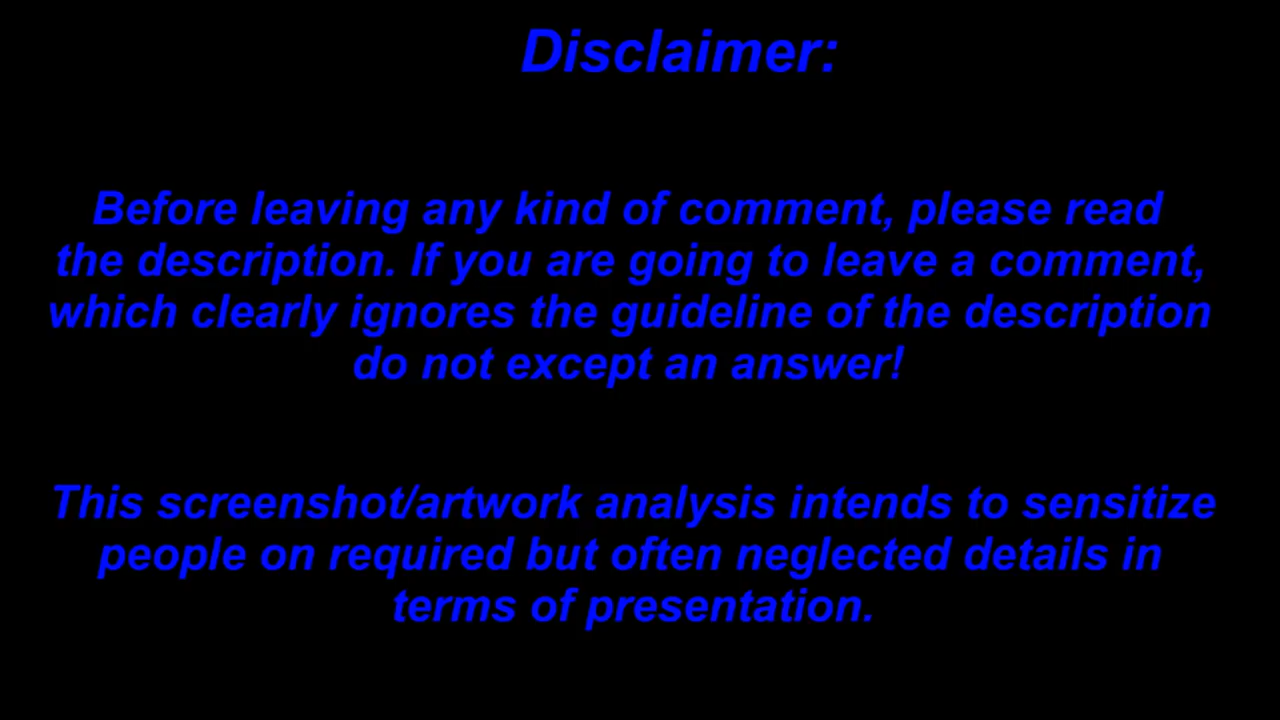 Disclaimer:
Before leaving any kind of comment, please read
the description. If you are going to leave a comment,
which clearly ignores the guideline of the description
do not except an answer!
This screenshot/artwork analysis intends to sensitize
people on required but often neglected details in
terms of presentation.